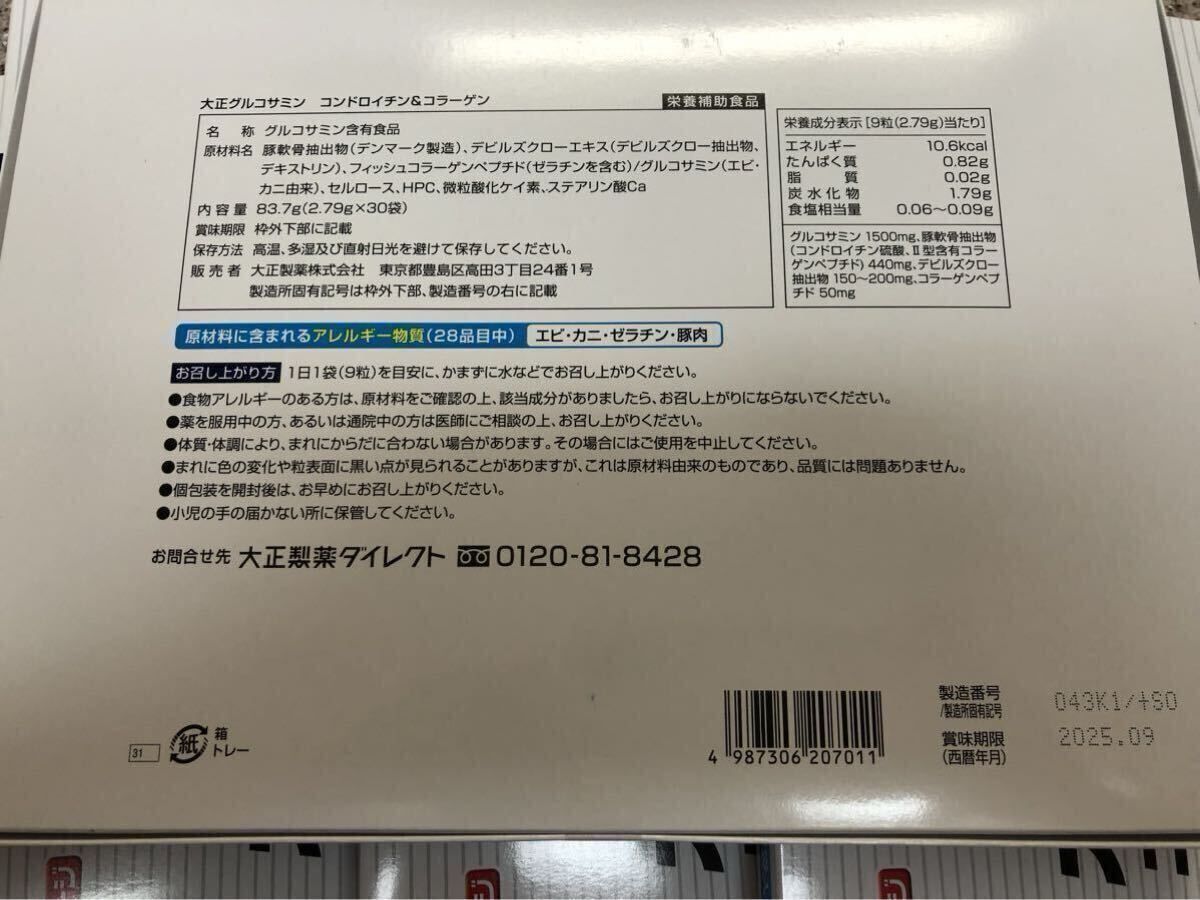 大正グルコサミン コンドロイチン&コラーゲン
栄養補助食品
名 称 グルコサミン含有食品
原材料名 豚軟骨抽出物(デンマーク製造)、デビルズクローエキス(デビルズクロー抽出物、
デキストリン)、フィッシュコラーゲンペプチド(ゼラチンを含む)/グルコサミン(エビ・
カニ由来)、セルロース、HPC、微粒酸化ケイ素、ステアリン酸Ca
内容量 83.7g(2.79g×30袋)
賞味期限 枠外下部に記載
保存方法 高温、多湿及び直射日光を避けて保存してください。
販売者 大正製薬株式会社 東京都豊島区高田3丁目24番1号
製造所固有記号は枠外下部、製造番号の右に記載
栄養成分表示[9粒(2.79g)当たり]
エネルギー 10.6kcal
たんぱく質 0.82g
脂質 0.02g
炭水化物 1.79g
食塩相当量 0.06〜0.09g
グルコサミン 1500mg、豚軟骨抽出物
(コンドロイチン硫酸、Ⅱ型含有コラー
ゲンペプチド) 440mg、デビルズクロー
抽出物 150〜200mg、コラーゲンペプ
チド 50mg
原材料に含まれるアレルギー物質(28品目中) エビ・カニ・ゼラチン・豚肉
お召し上がり方 1日1袋(9粒)を目安に、かまずに水などでお召し上がりください。
●食物アレルギーのある方は、原材料をご確認の上、該当成分がありましたら、お召し上がりにならないでください。
●薬を服用中の方、あるいは通院中の方は医師にご相談の上、お召し上がりください。
●体質・体調により、まれにからだに合わない場合があります。その場合にはご使用を中止してください。
●まれに色の変化や粒表面に黒い点が見られることがありますが、これは原材料由来のものであり、品質には問題ありません。
●個包装を開封後は、お早めにお召し上がりください。
●小児の手の届かない所に保管してください。
お問合せ先 大正製薬ダイレクト 0120-81-8428
31
紙
箱
トレー
4 987306 207011
製造番号
/製造所固有記号
043K1/+S0
賞味期限
(西暦年月)
2025.09